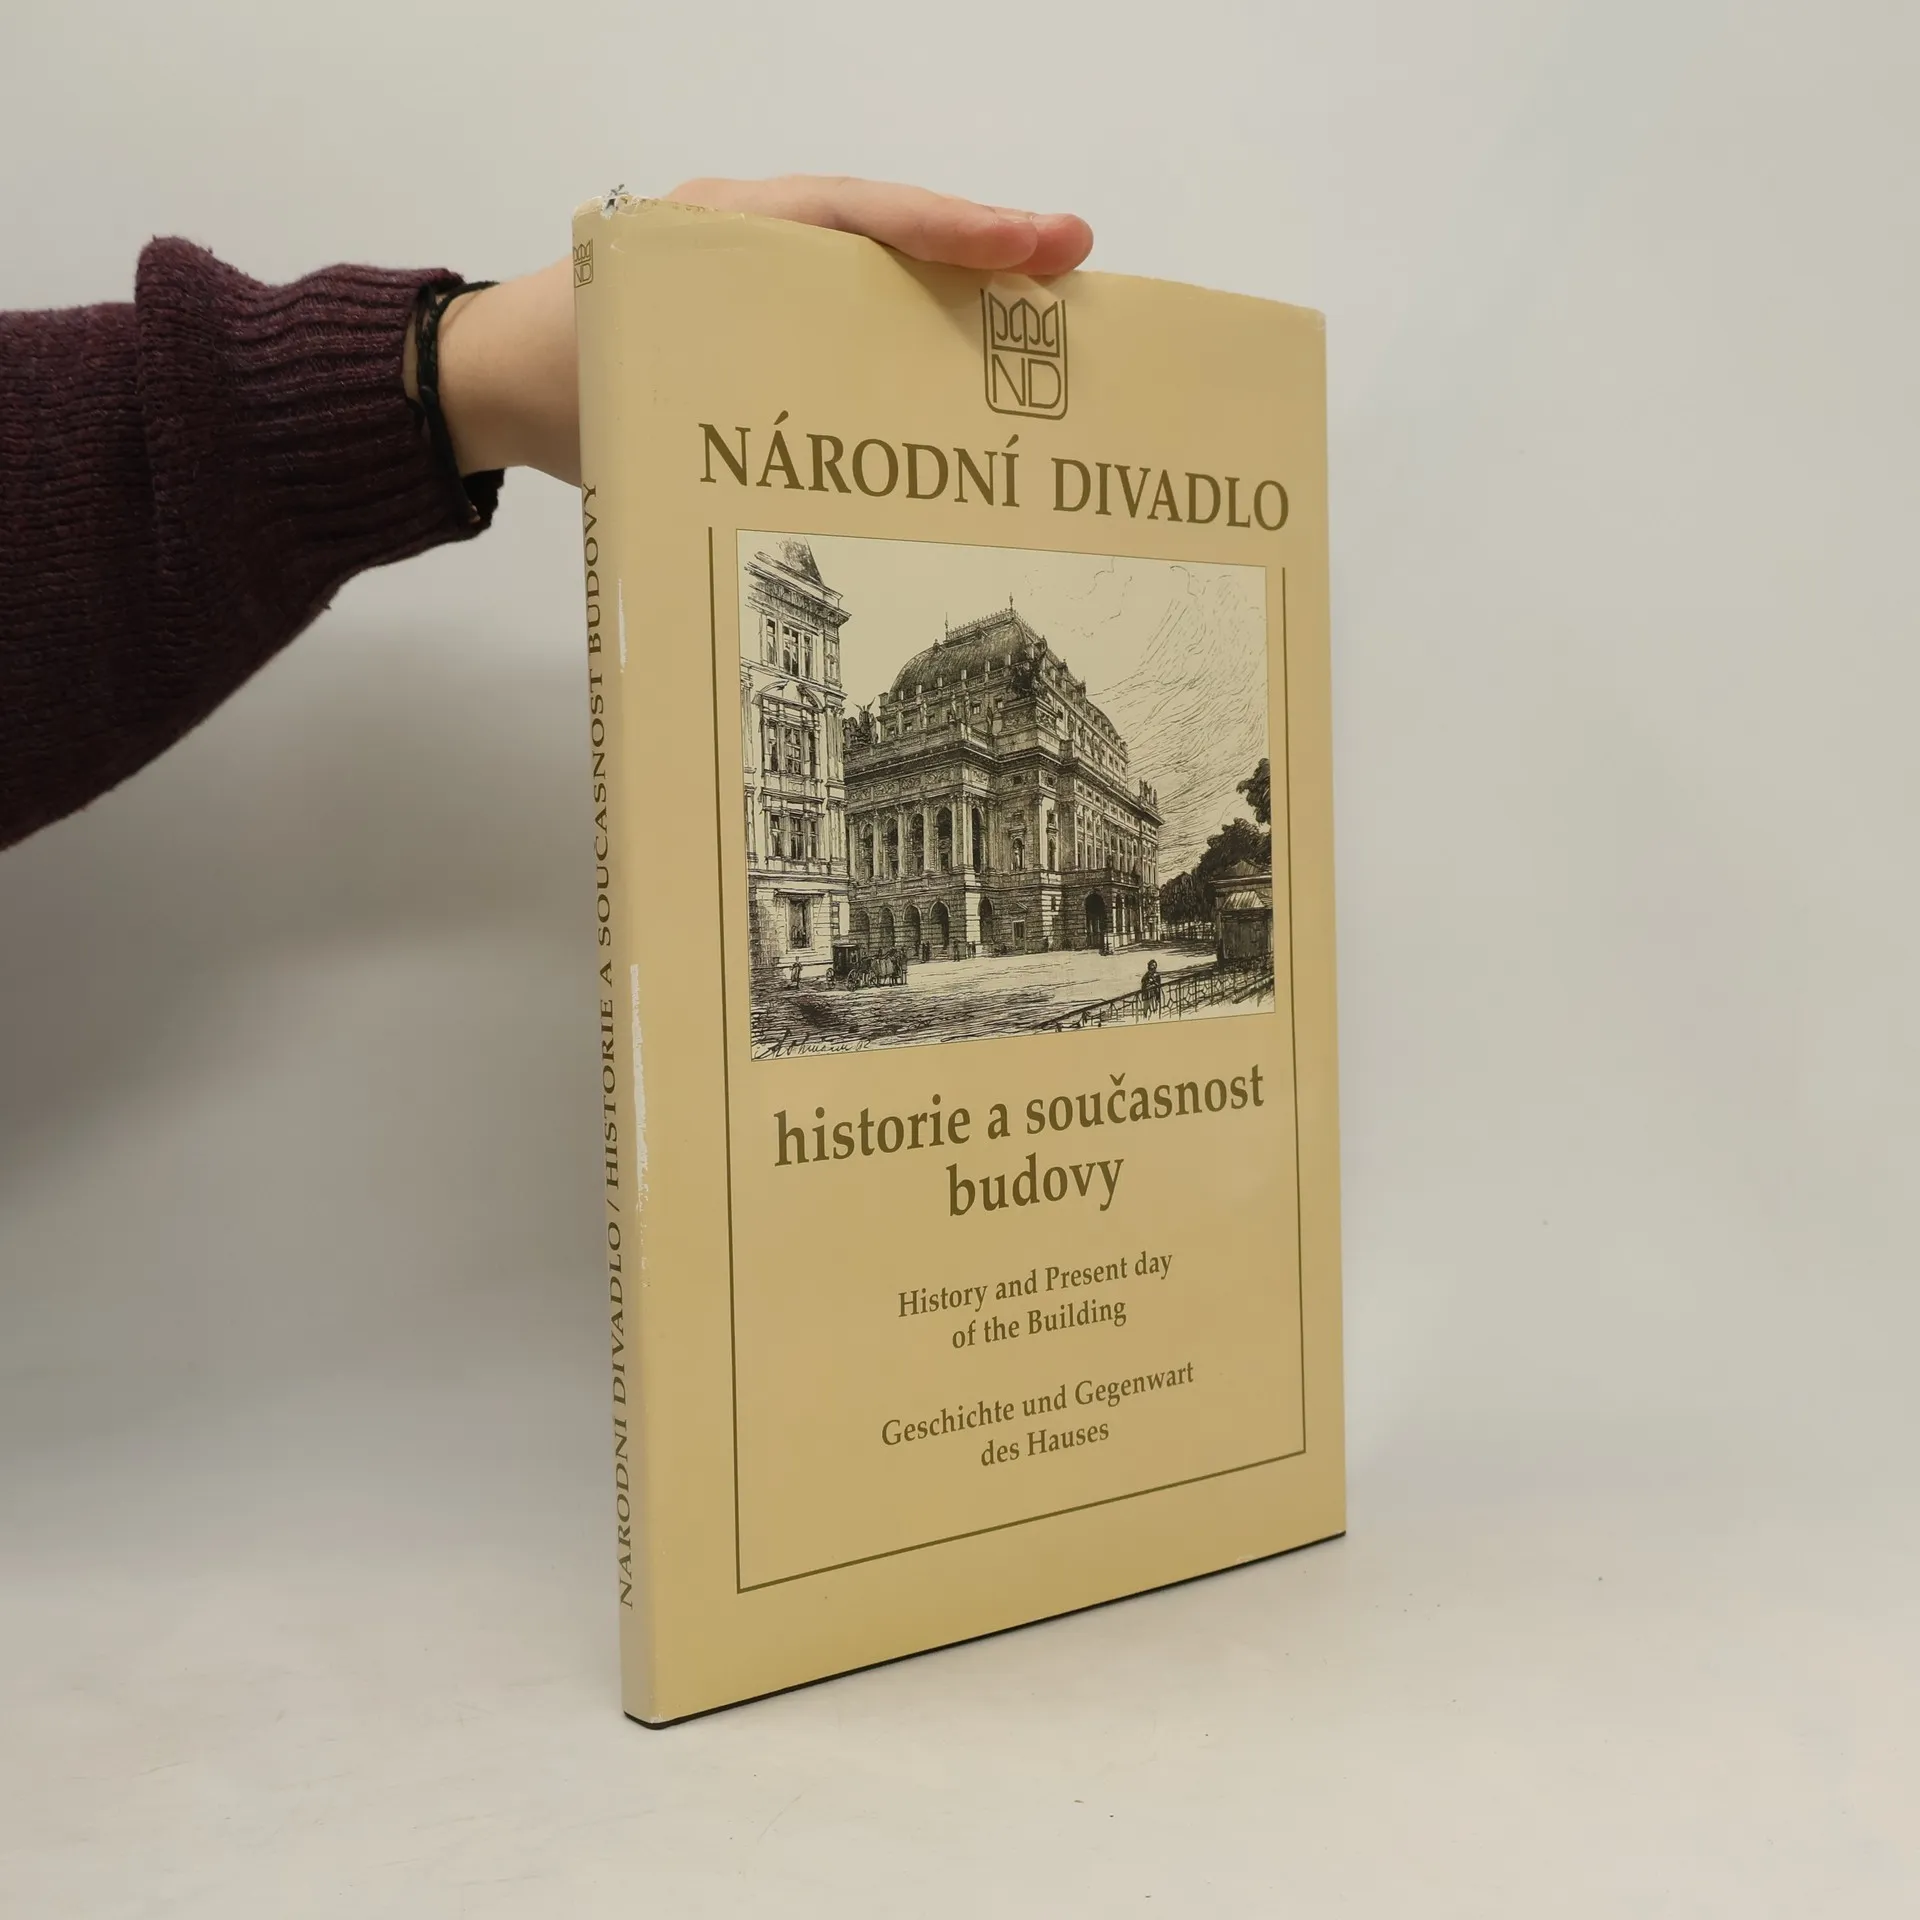 ND
NÁRODNÍ DIVADLO
historie a současnost
budovy
History and Present day
of the Building
Geschichte und Gegenwart
des Hauses
ND
NÁRODNÍ DIVADLO / HISTORIE A SOUČASNOST BUDOVY